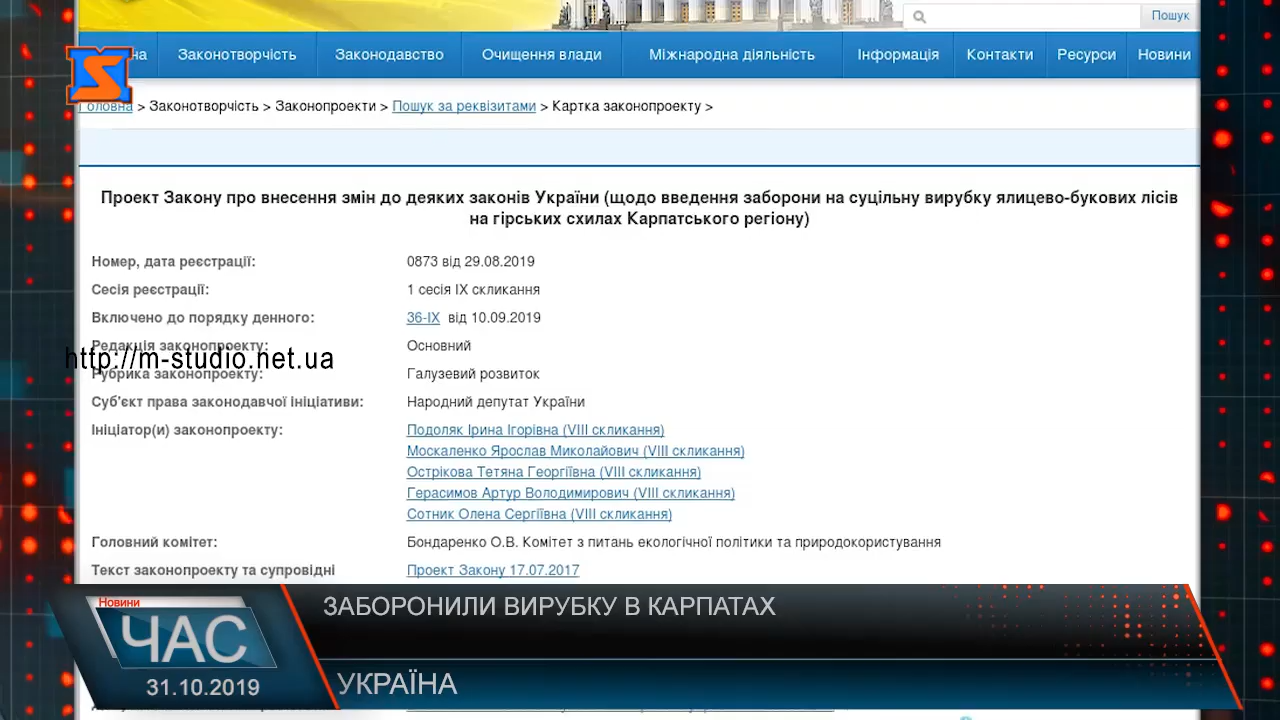 Пошук
на Законотворчість Законодавство Очищення влади Міжнародна діяльність Інформація Контакти Ресурси Новини
S
Головна > Законотворчість > Законопроекти > Пошук за реквізитами > Картка законопроекту >
Проект Закону про внесення змін до деяких законів України (щодо введення заборони на суцільну вирубку ялицево-букових лісів
на гірських схилах Карпатського регіону)
Номер, дата реєстрації: 0873 від 29.08.2019
Сесія реєстрації: 1 сесія IX скликання
Включено до порядку денного: 36-IX від 10.09.2019
Редакція законопроекту: Основний
http://m-studio.net.ua
Рубрика законопроекту: Галузевий розвиток
Суб'єкт права законодавчої ініціативи: Народний депутат України
Ініціатор(и) законопроекту: Подоляк Ірина Ігорівна (VIII скликання)
Москаленко Ярослав Миколайович (VIII скликання)
Острікова Тетяна Георгіївна (VIII скликання)
Герасимов Артур Володимирович (VIII скликання)
Сотник Олена Сергіївна (VIII скликання)
Головний комітет: Бондаренко О.В. Комітет з питань екологічної політики та природокористування
Текст законопроекту та супровідні Проект Закону 17.07.2017
Новини
ЧАС
31.10.2019
ЗАБОРОНИЛИ ВИРУБКУ В КАРПАТАХ
УКРАЇНА